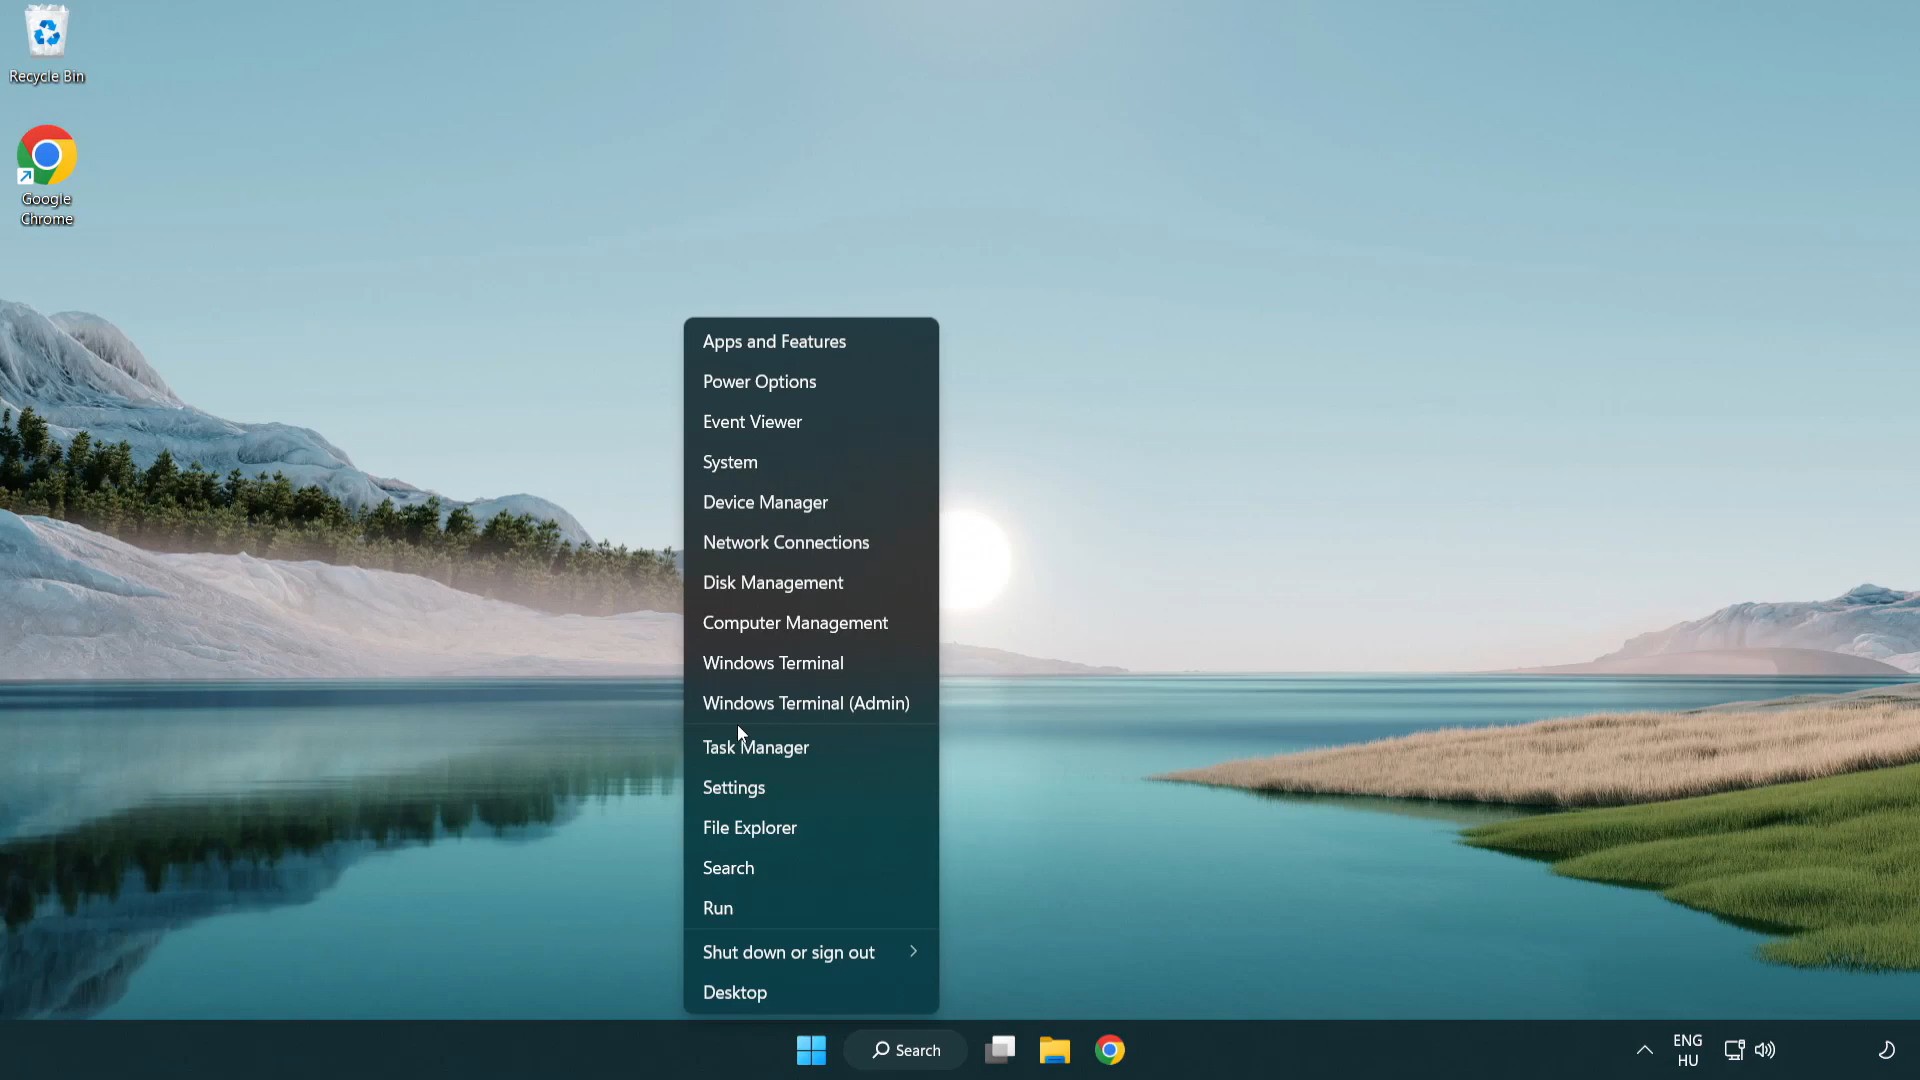 Recycle Bin
Google
Chrome
Apps and Features
Power Options
Event Viewer
System
Device Manager
Network Connections
Disk Management
Computer Management
Windows Terminal
Windows Terminal (Admin)
Task Manager
Settings
File Explorer
Search
Run
Shut down or sign out
Desktop
Search
ENG
HU